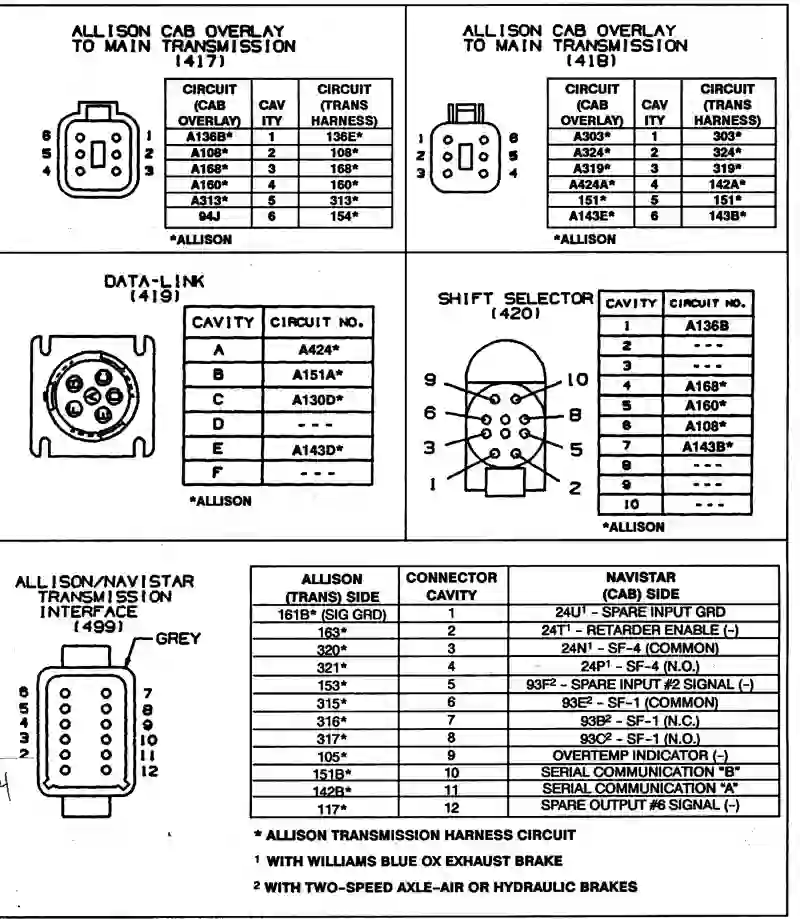 ALLISON CAB OVERLAY
TO MAIN TRANSMISSION
(417)
CIRCUIT (CAB OVERLAY) CAVITY CIRCUIT (TRANS HARNESS)
A136B* 1 136E*
A108* 2 108*
A168* 3 168*
A160* 4 160*
A313* 5 313*
94J 6 154*
6 1
5 2
4 3
*ALLISON
ALLISON CAB OVERLAY
TO MAIN TRANSMISSION
(418)
CIRCUIT (CAB OVERLAY) CAVITY CIRCUIT (TRANS HARNESS)
A303* 1 303*
A324* 2 324*
A319* 3 319*
A424A* 4 142A*
151* 5 151*
A143E* 6 143B*
1 6
2 5
3 4
*ALLISON
DATA-LINK
(419)
CAVITY CIRCUIT NO.
A A424*
B A151A*
C A130D*
D ---
E A143D*
F ---
*ALLISON
SHIFT SELECTOR
(420)
9 10
6 8
3 5
1 2
CAVITY CIRCUIT NO.
1 A136B
2 ---
3 ---
4 A168*
5 A160*
6 A108*
7 A143B*
8 ---
9 ---
10 ---
*ALLISON
ALLISON/NAVISTAR
TRANSMISSION
INTERFACE
(499)
GREY
6 7
5 8
4 9
3 10
2 11
12
ALLISON (TRANS) SIDE CONNECTOR CAVITY NAVISTAR (CAB) SIDE
161B* (SIG GRD) 1 24U¹ - SPARE INPUT GRD
163* 2 24T¹ - RETARDER ENABLE (-)
320* 3 24N¹ - SF-4 (COMMON)
321* 4 24P¹ - SF-4 (N.O.)
153* 5 93F² - SPARE INPUT #2 SIGNAL (-)
315* 6 93E² - SF-1 (COMMON)
316* 7 93B² - SF-1 (N.C.)
317* 8 93C² - SF-1 (N.O.)
105* 9 OVERTEMP INDICATOR (-)
151B* 10 SERIAL COMMUNICATION "B"
142B* 11 SERIAL COMMUNICATION "A"
117* 12 SPARE OUTPUT #6 SIGNAL (-)
* ALLISON TRANSMISSION HARNESS CIRCUIT
¹ WITH WILLIAMS BLUE OX EXHAUST BRAKE
² WITH TWO-SPEED AXLE-AIR OR HYDRAULIC BRAKES